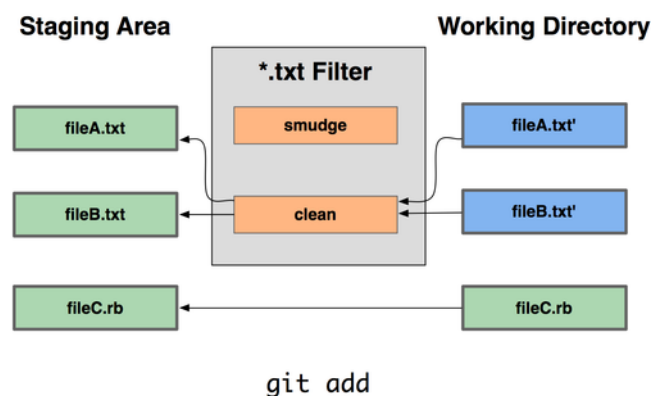 Staging Area
Working Directory
*.txt Filter
fileA.txt
smudge
fileA.txt'
fileB.txt
clean
fileB.txt'
fileC.rb
fileC.rb
git add